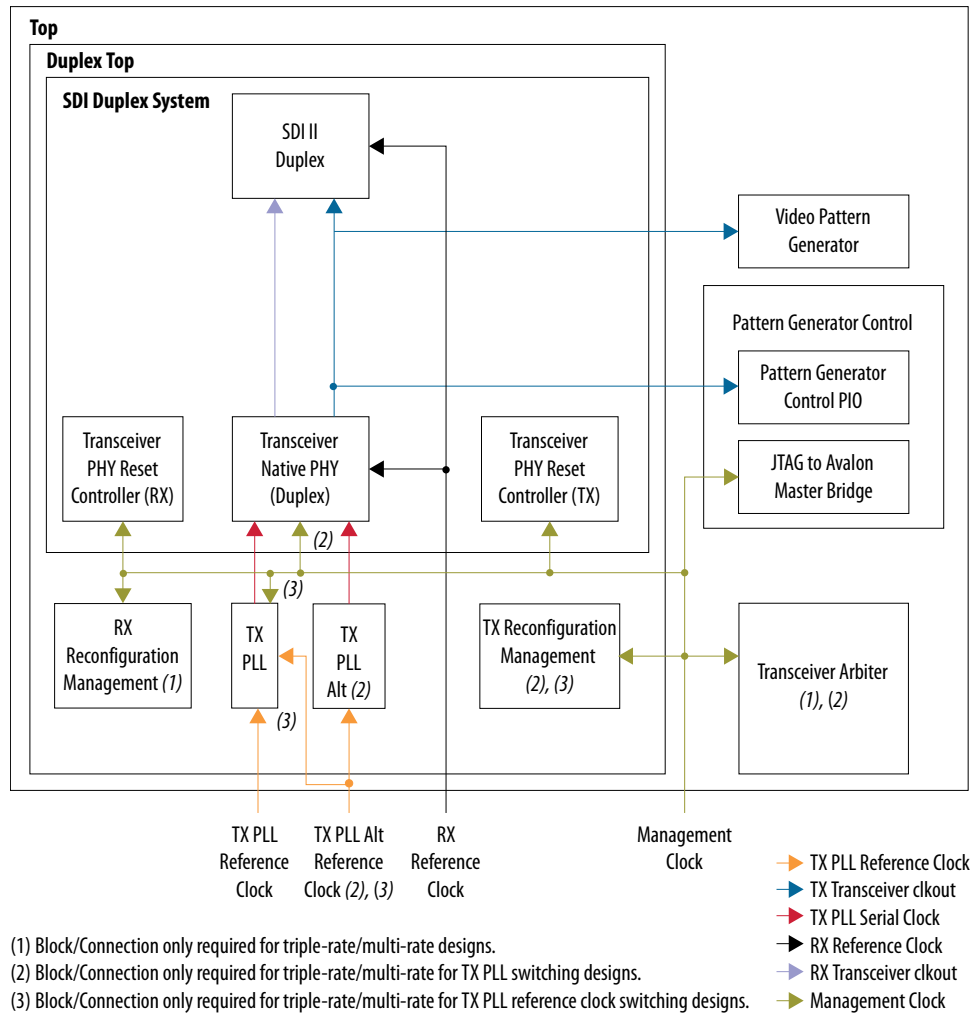 Top
Duplex Top
SDI Duplex System
SDI II
Duplex
Video Pattern
Generator
Pattern Generator Control
Pattern Generator
Control PIO
JTAG to Avalon
Master Bridge
Transceiver
PHY Reset
Controller (RX)
Transceiver
Native PHY
(Duplex)
Transceiver
PHY Reset
Controller (TX)
(2)
(3)
RX
Reconfiguration
Management (1)
TX
PLL
TX
PLL
Alt (2)
TX Reconfiguration
Management
(2), (3)
Transceiver Arbiter
(1), (2)
(3)
TX PLL
Reference
Clock
TX PLL Alt
Reference
Clock (2), (3)
RX
Reference
Clock
Management
Clock
TX PLL Reference Clock
TX Transceiver clkout
TX PLL Serial Clock
RX Reference Clock
RX Transceiver clkout
Management Clock
(1) Block/Connection only required for triple-rate/multi-rate designs.
(2) Block/Connection only required for triple-rate/multi-rate for TX PLL switching designs.
(3) Block/Connection only required for triple-rate/multi-rate for TX PLL reference clock switching designs.